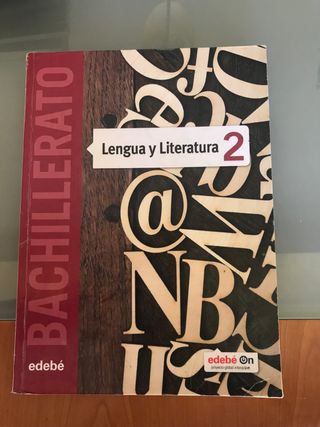 BACHILLERATO
Lengua y Literatura 2
@
N B
edebé
edebé On
proyecto global interactivo